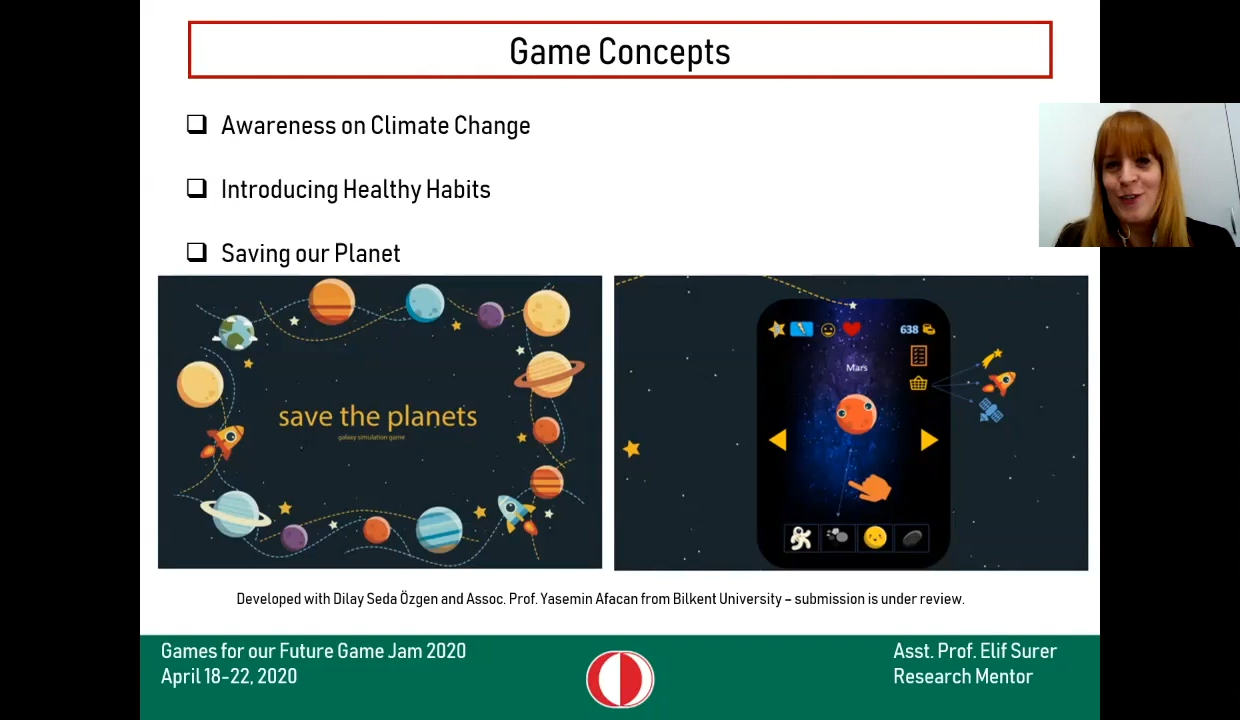 Game Concepts
Awareness on Climate Change
Introducing Healthy Habits
Saving our Planet
save the planets
galaxy simulation game
638
Mars
Developed with Dilay Seda Özgen and Assoc. Prof. Yasemin Afacan from Bilkent University – submission is under review.
Games for our Future Game Jam 2020
April 18-22, 2020
Asst. Prof. Elif Surer
Research Mentor